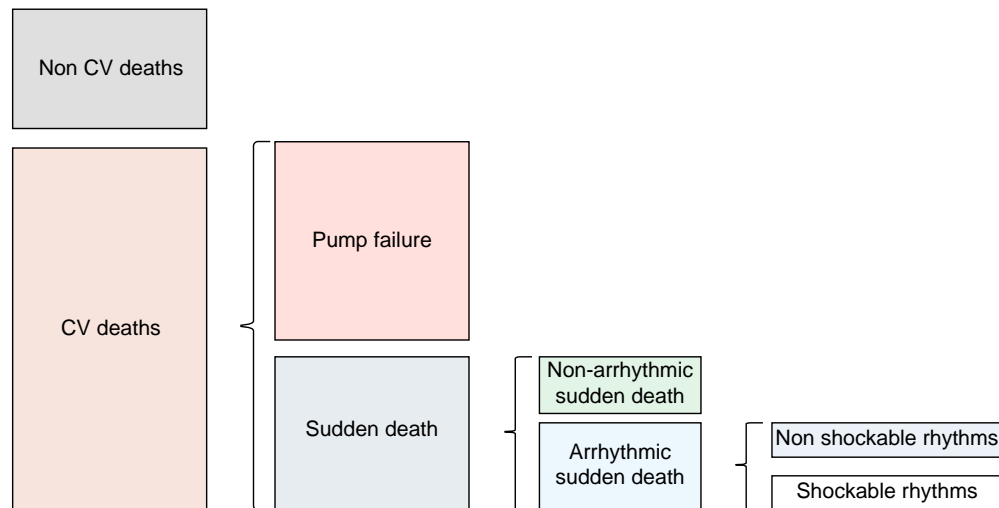 Non CV deaths
CV deaths
Pump failure
Sudden death
Non-arrhythmic
sudden death
Arrhythmic
sudden death
Non shockable rhythms
Shockable rhythms